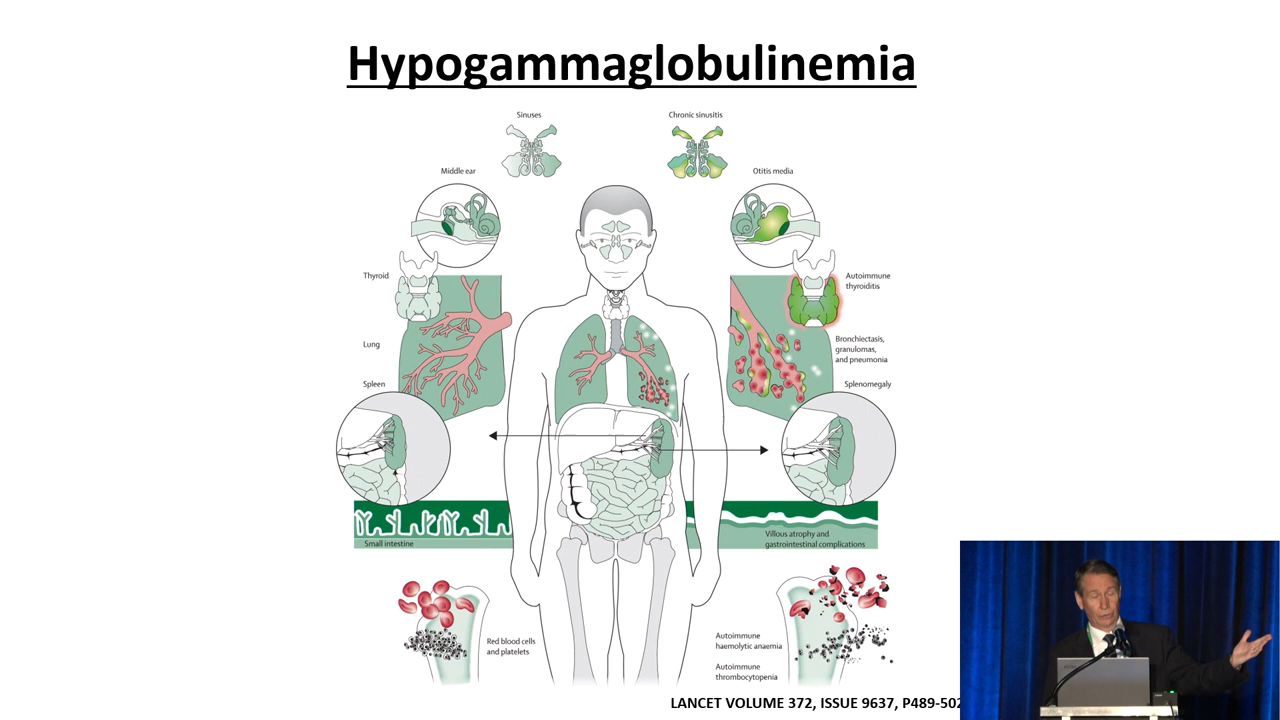 Hypogammaglobulinemia
Sinuses
Chronic sinusitis
Middle ear
Otitis media
Thyroid
Autoimmune
thyroiditis
Lung
Bronchiectasis,
granulomas,
and pneumonia
Spleen
Splenomegaly
Small intestine
Villous atrophy and
gastrointestinal complications
Red blood cells
and platelets
Autoimmune
haemolytic anaemia
Autoimmune
thrombocytopenia
LANCET VOLUME 372, ISSUE 9637, P489-502